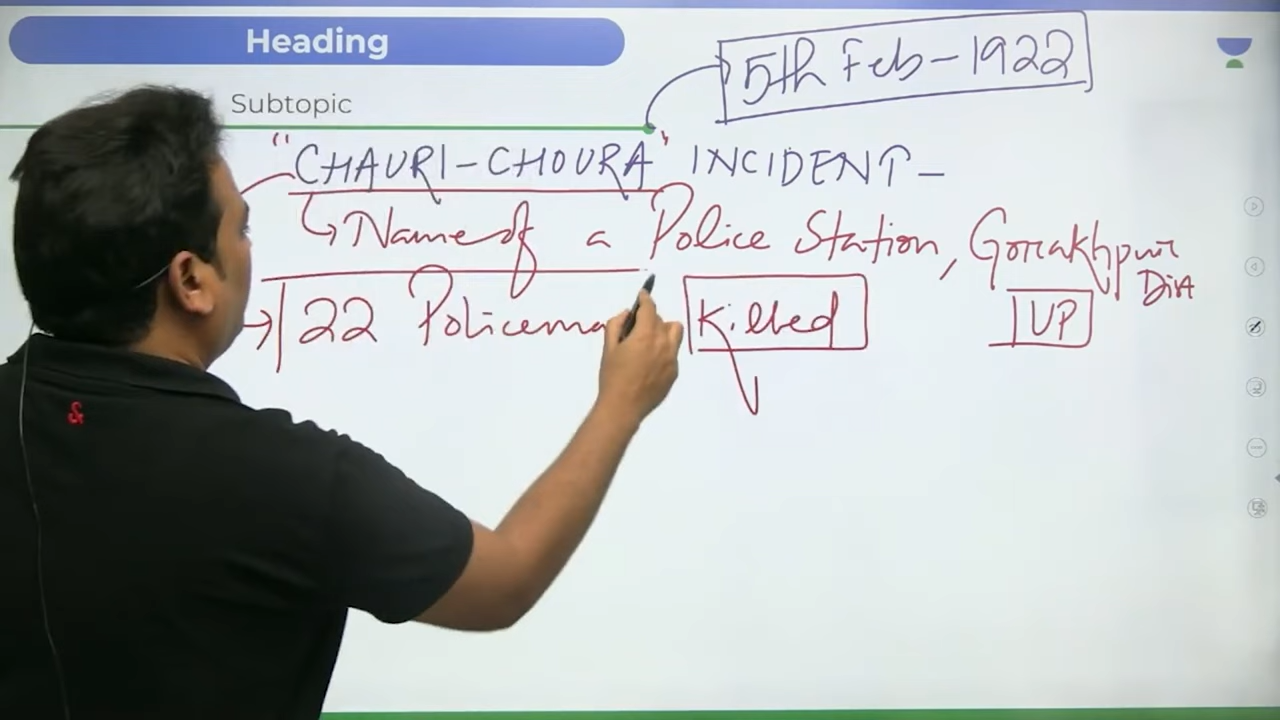 Heading
5th Feb - 1922
Subtopic
"CHAURI-CHOURA" INCIDENT -
Name of a Police Station, Gorakhpur
Dist
22 Policema Killed
UP